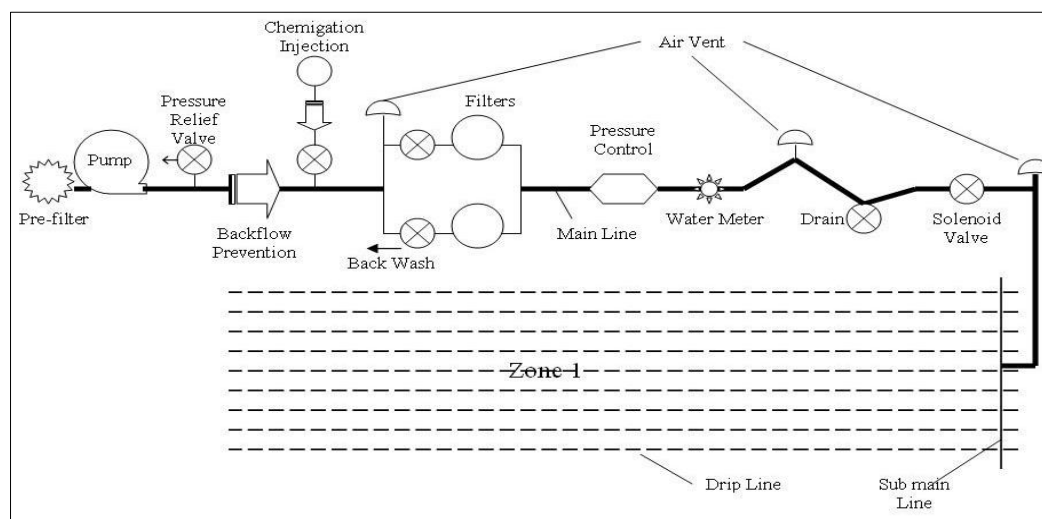 Chemigation
Injection
Air Vent
Pressure
Relief
Valve
Filters
Pressure
Control
Pump
Pre-filter
Backflow
Prevention
Back Wash
Main Line
Water Meter
Drain
Solenoid
Valve
Zone 1
Drip Line
Sub main
Line